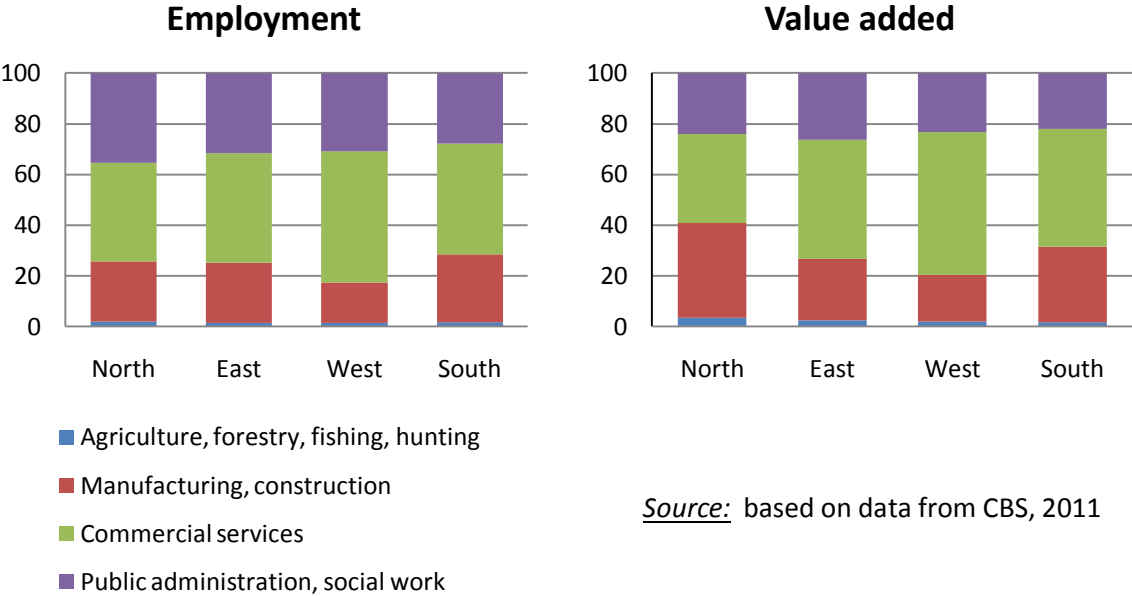 Employment
100
80
60
40
20
0
North East West South
Value added
100
80
60
40
20
0
North East West South
Agriculture, forestry, fishing, hunting
Manufacturing, construction
Commercial services
Public administration, social work
Source: based on data from CBS, 2011